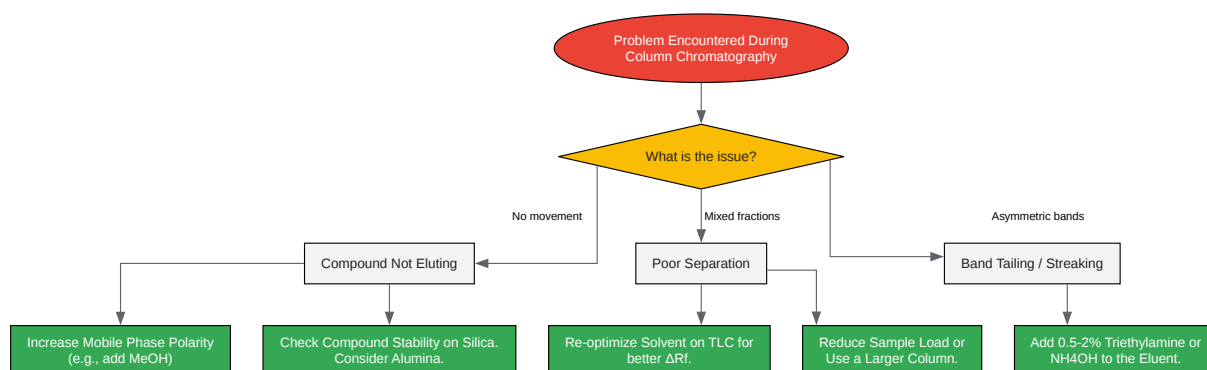 Problem Encountered During
Column Chromatography
What is the issue?
No movement
Mixed fractions
Asymmetric bands
Compound Not Eluting
Poor Separation
Band Tailing / Streaking
Increase Mobile Phase Polarity
(e.g., add MeOH)
Check Compound Stability on Silica.
Consider Alumina.
Re-optimize Solvent on TLC for
better ΔRf.
Reduce Sample Load or
Use a Larger Column.
Add 0.5-2% Triethylamine or
NH4OH to the Eluent.